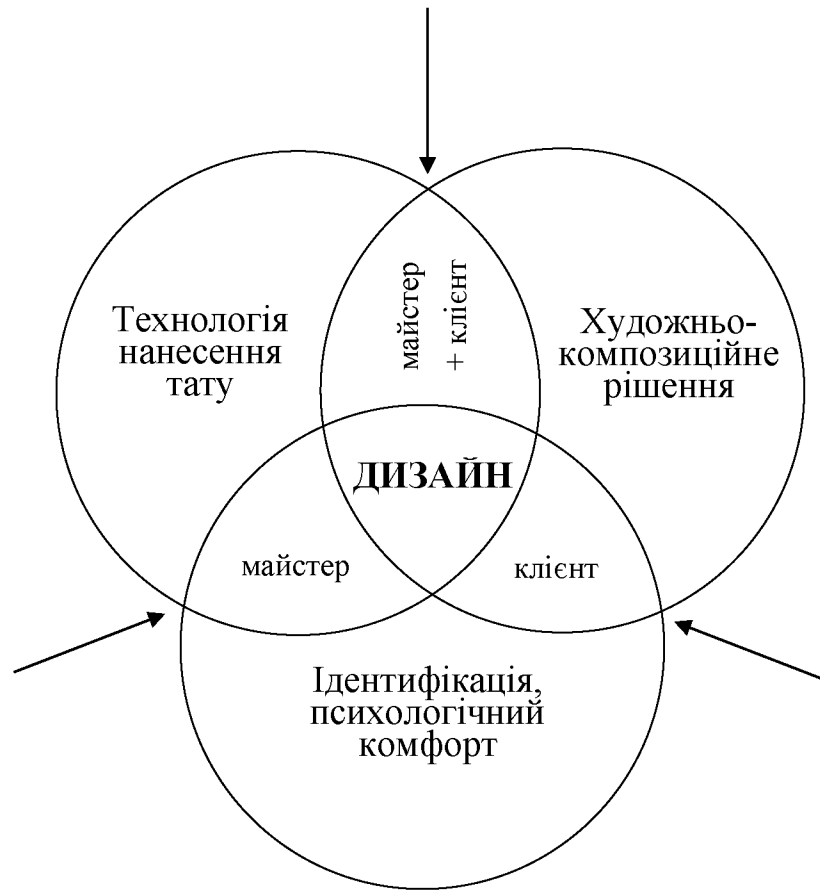 Технологія
нанесення
тату
майстер
+ клієнт
Художньо-
композиційне
рішення
ДИЗАЙН
майстер
клієнт
Ідентифікація,
психологічний
комфорт